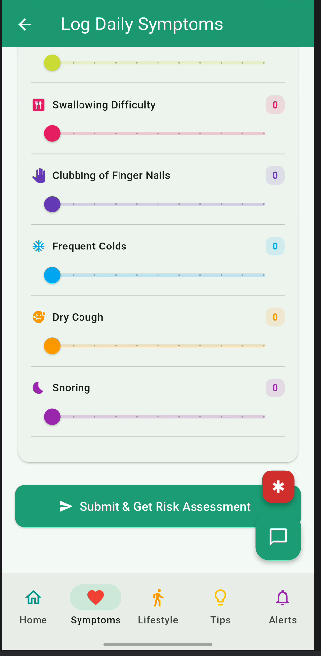 Log Daily Symptoms
Swallowing Difficulty 0
Clubbing of Finger Nails 0
Frequent Colds 0
Dry Cough 0
Snoring 0
Submit & Get Risk Assessment
Home Symptoms Lifestyle Tips Alerts